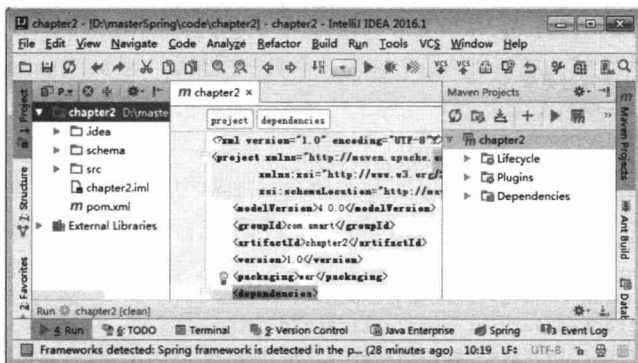 chapter2 - [D:\masterSpring\code\chapter2] - chapter2 - IntelliJ IDEA 2016.1
File Edit View Navigate Code Analyze Refactor Build Run Tools VCS Window Help
1: Project
Z: Structure
2: Favorites
P..
chapter2 D:\maste
.idea
schema
src
chapter2.iml
m pom.xml
External Libraries
m chapter2 ×
project dependencies
<?xml version="1.0" encoding="UTF-8"?>
<project xmlns="http://maven.apache.o
xmlns:xsi="http://www.w3.org/
xsi:schemaLocation="http://ma
<modelVersion>4.0.0</modelVersion>
<groupId>com.smart</groupId>
<artifactId>chapter2</artifactId>
<version>1.0</version>
<packaging>war</packaging>
<dependencies>
Maven Projects
chapter2
Lifecycle
Plugins
Dependencies
Maven Projects
Ant Build
Datab
Run chapter2 [clean]
4: Run 6: TODO Terminal 9: Version Control Java Enterprise Spring Event Log
Frameworks detected: Spring framework is detected in the p... (28 minutes ago) 10:19 LF÷ UTF-8